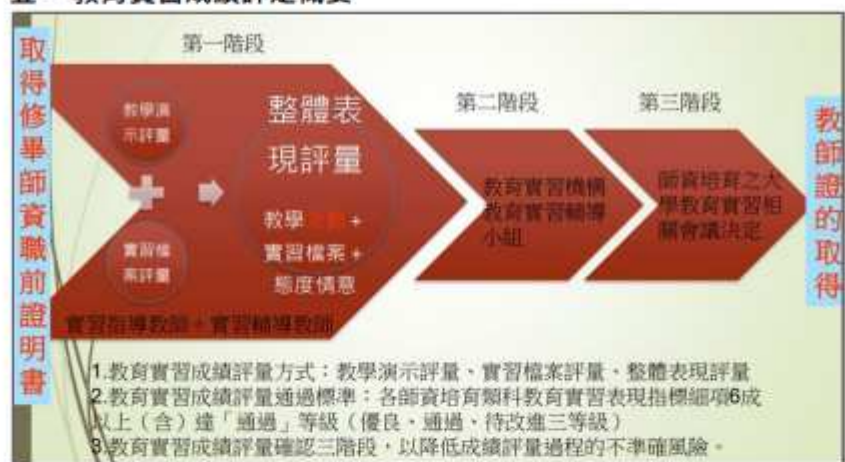 取得修畢師資職前證明書
第一階段
教學演
示評量
實習檔
案評量
整體表
現評量
教學演示+
實習檔案+
態度情意
實習指導教師+實習輔導教師
第二階段
教育實習機構
教育實習輔導
小組
第三階段
師資培育之大
學教育實習相
關會議決定
教師證的取得
1.教育實習成績評量方式：教學演示評量、實習檔案評量、整體表現評量
2.教育實習成績評量通過標準：各師資培育類科教育實習表現指標細項6成
以上（含）達「通過」等級（優良、通過、待改進三等級）
3.教育實習成績評量確認三階段，以降低成績評量過程的不準確風險。